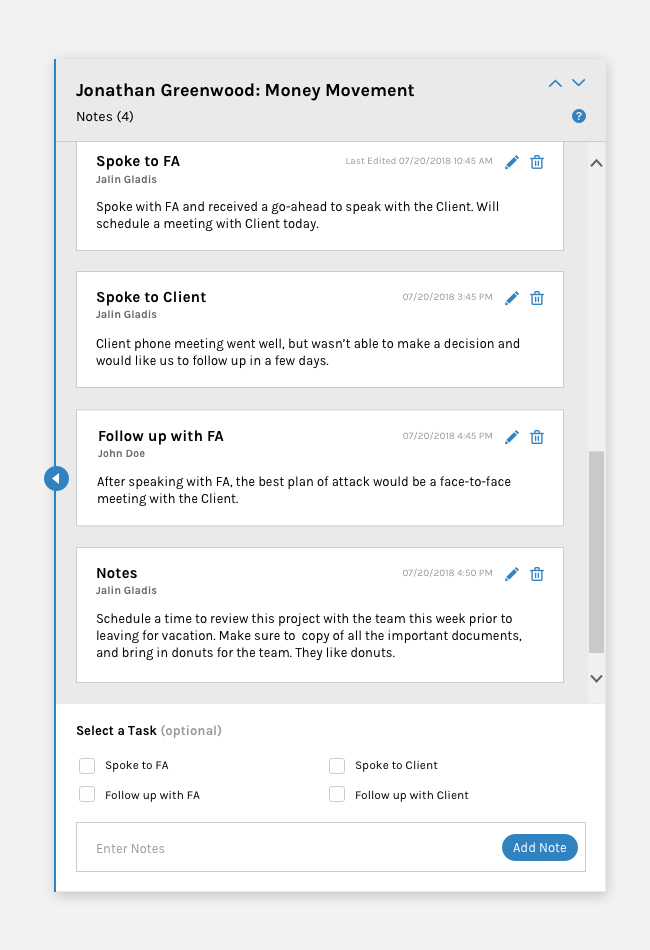 Jonathan Greenwood: Money Movement
Notes (4)
?
Spoke to FA
Last Edited 07/20/2018 10:45 AM
Jalin Gladis
Spoke with FA and received a go-ahead to speak with the Client. Will
schedule a meeting with Client today.
Spoke to Client
07/20/2018 3:45 PM
Jalin Gladis
Client phone meeting went well, but wasn’t able to make a decision and
would like us to follow up in a few days.
Follow up with FA
07/20/2018 4:45 PM
John Doe
After speaking with FA, the best plan of attack would be a face-to-face
meeting with the Client.
Notes
07/20/2018 4:50 PM
Jalin Gladis
Schedule a time to review this project with the team this week prior to
leaving for vacation. Make sure to  copy of all the important documents,
and bring in donuts for the team. They like donuts.
Select a Task (optional)
Spoke to FA
Spoke to Client
Follow up with FA
Follow up with Client
Enter Notes
Add Note